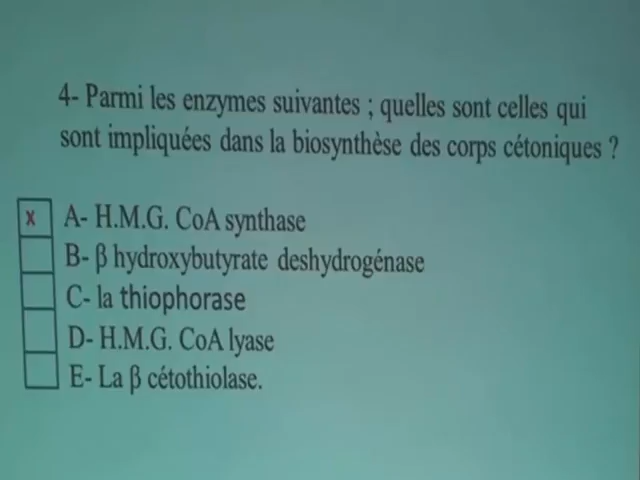 4- Parmi les enzymes suivantes ; quelles sont celles qui
sont impliquées dans la biosynthèse des corps cétoniques ?
x A- H.M.G. CoA synthase
B- β hydroxybutyrate deshydrogénase
C- la thiophorase
D- H.M.G. CoA lyase
E- La β cétothiolase.